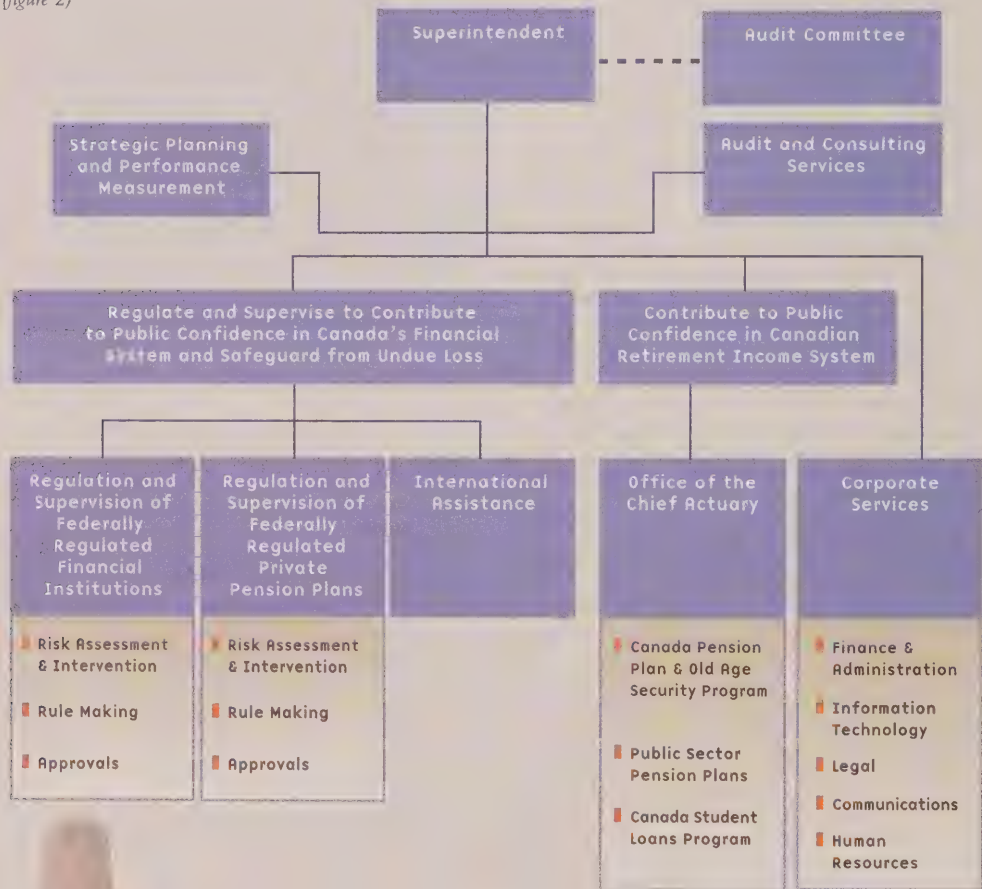 (figure 2)
Superintendent
Audit Committee
Strategic Planning
and Performance
Measurement
Audit and Consulting
Services
Regulate and Supervise to Contribute
to Public Confidence in Canada's Financial
System and Safeguard from Undue Loss
Contribute to Public
Confidence in Canadian
Retirement Income System
Regulation and
Supervision of
Federally
Regulated
Financial
Institutions
Risk Assessment
& Intervention
Rule Making
Approvals
Regulation and
Supervision of
Federally
Regulated
Private
Pension Plans
Risk Assessment
& Intervention
Rule Making
Approvals
International
Assistance
Office of the
Chief Actuary
Canada Pension
Plan & Old Age
Security Program
Public Sector
Pension Plans
Canada Student
Loans Program
Corporate
Services
Finance &
Administration
Information
Technology
Legal
Communications
Human
Resources